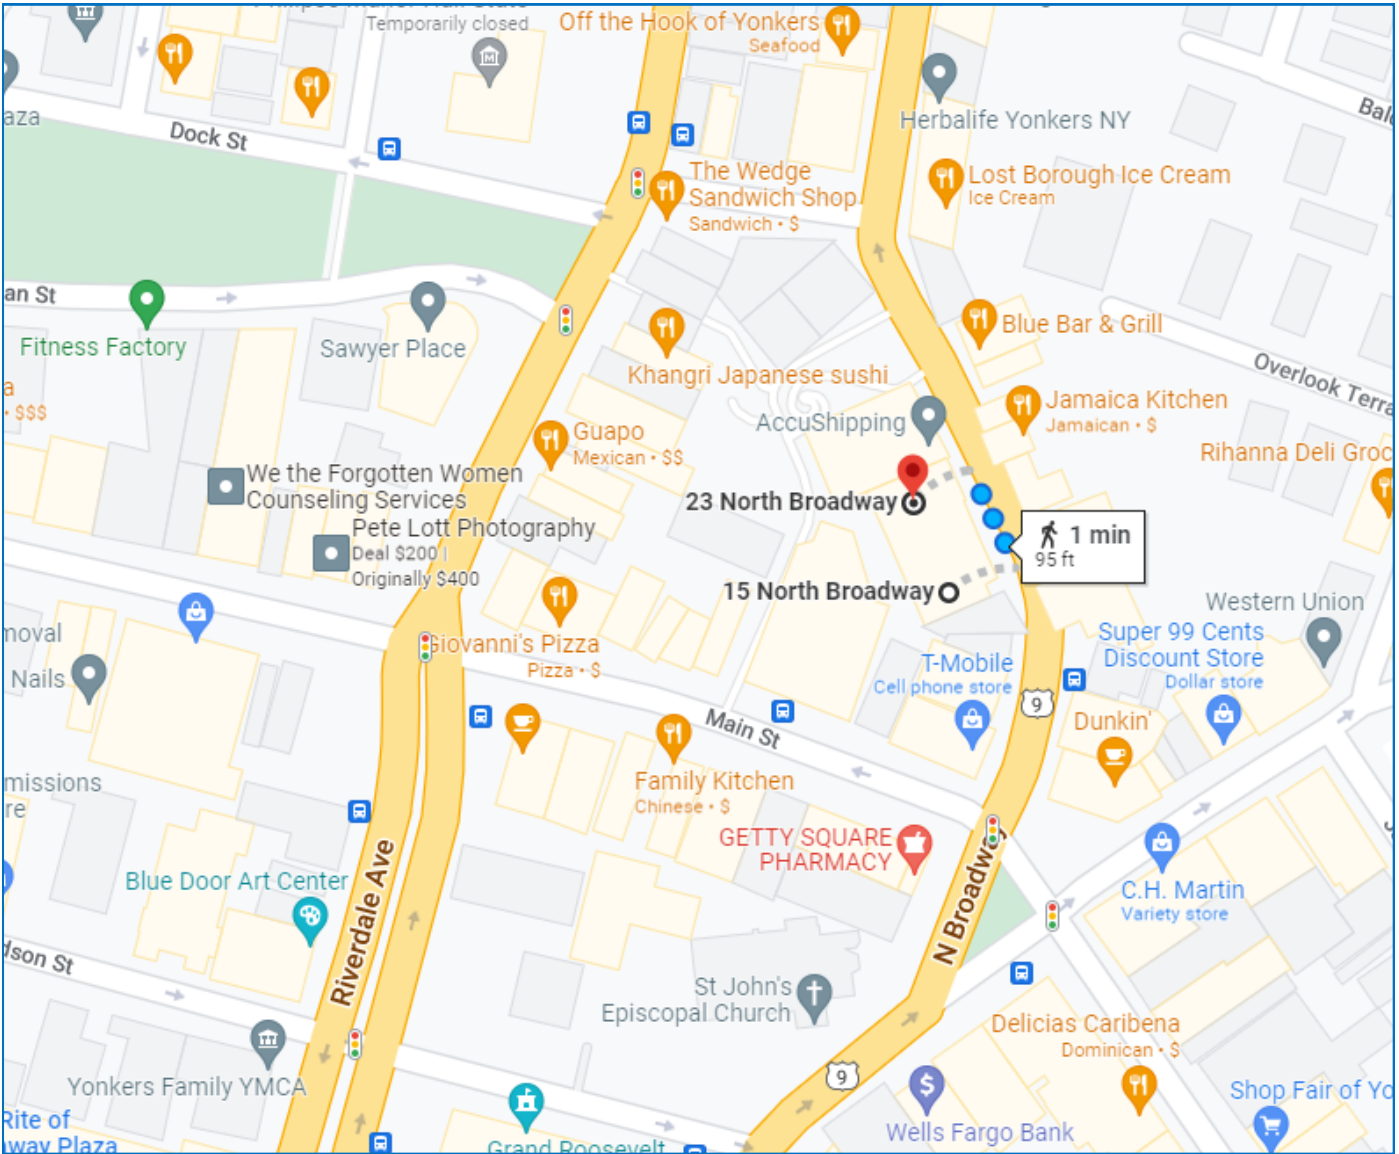 Temporarily closed
Off the Hook of Yonkers
Seafood
Herbalife Yonkers NY
aza
Dock St
The Wedge
Sandwich Shop
Sandwich • $
Lost Borough Ice Cream
Ice Cream
an St
Fitness Factory
Sawyer Place
Khangri Japanese sushi
Blue Bar & Grill
Overlook Terra
a
• $$$
AccuShipping
Jamaica Kitchen
Jamaican • $
Guapo
Mexican • $$
Rihanna Deli Groc
We the Forgotten Women
Counseling Services
23 North Broadway
Pete Lott Photography
Deal $200 |
Originally $400
1 min
95 ft
15 North Broadway
Western Union
moval
Nails
Giovanni's Pizza
Pizza • $
T-Mobile
Cell phone store
Super 99 Cents
Discount Store
Dollar store
9
Main St
Dunkin'
Family Kitchen
Chinese • $
missions
re
GETTY SQUARE
PHARMACY
Blue Door Art Center
C.H. Martin
Variety store
Riverdale Ave
N Broadway
dson St
St John's
Episcopal Church
Delicias Caribena
Dominican • $
Yonkers Family YMCA
9
Wells Fargo Bank
Shop Fair of Yo
Rite of
way Plaza
Grand Roosevelt